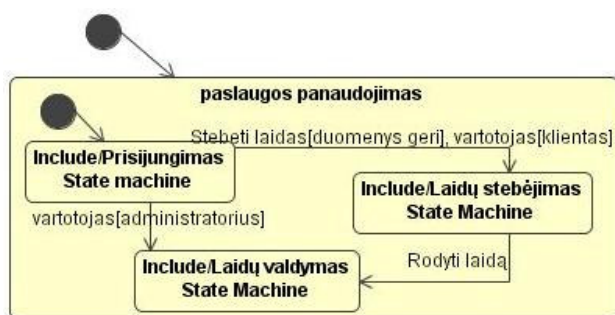 paslaugos panaudojimas
Stebeti laidas[duomenys geri], vartotojas[klientas]
Include/Prisijungimas
State machine
Include/Laidų stebėjimas
State Machine
vartotojas[administratorius]
Rodyti laidą
Include/Laidų valdymas
State Machine